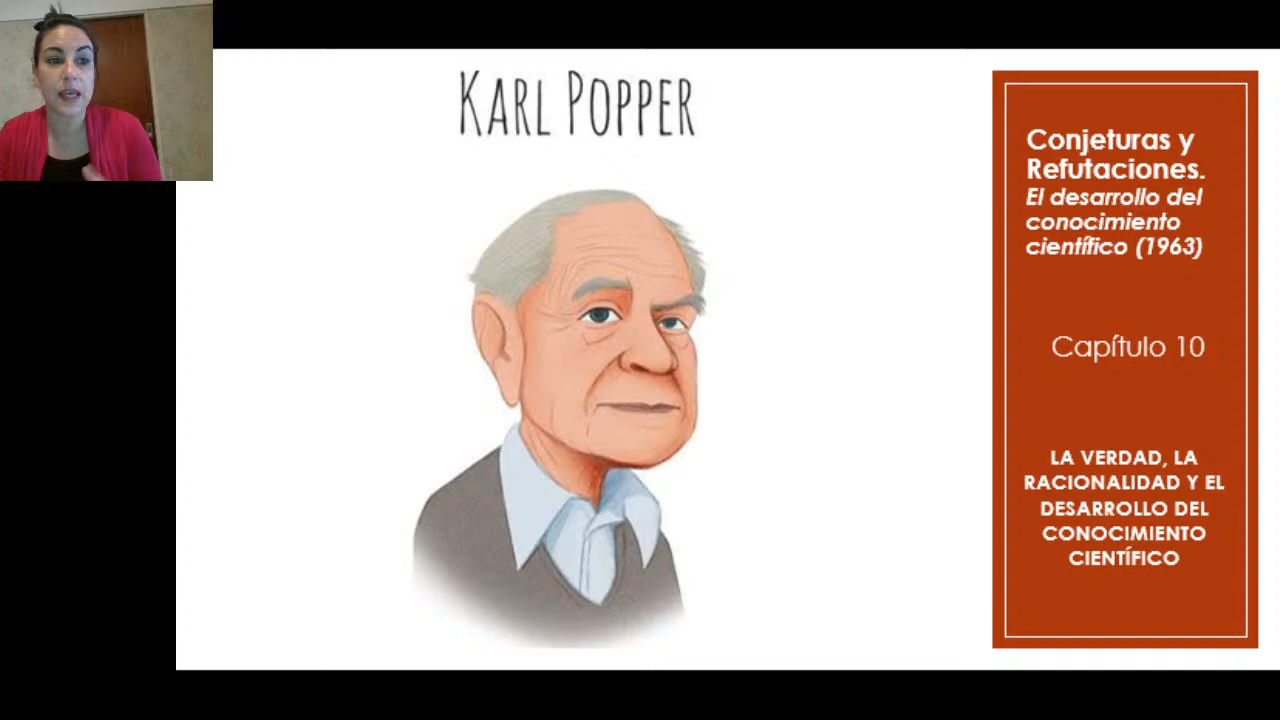 KARL POPPER
Conjeturas y
Refutaciones.
El desarrollo del
conocimiento
científico (1963)
Capítulo 10
LA VERDAD, LA
RACIONALIDAD Y EL
DESARROLLO DEL
CONOCIMIENTO
CIENTÍFICO